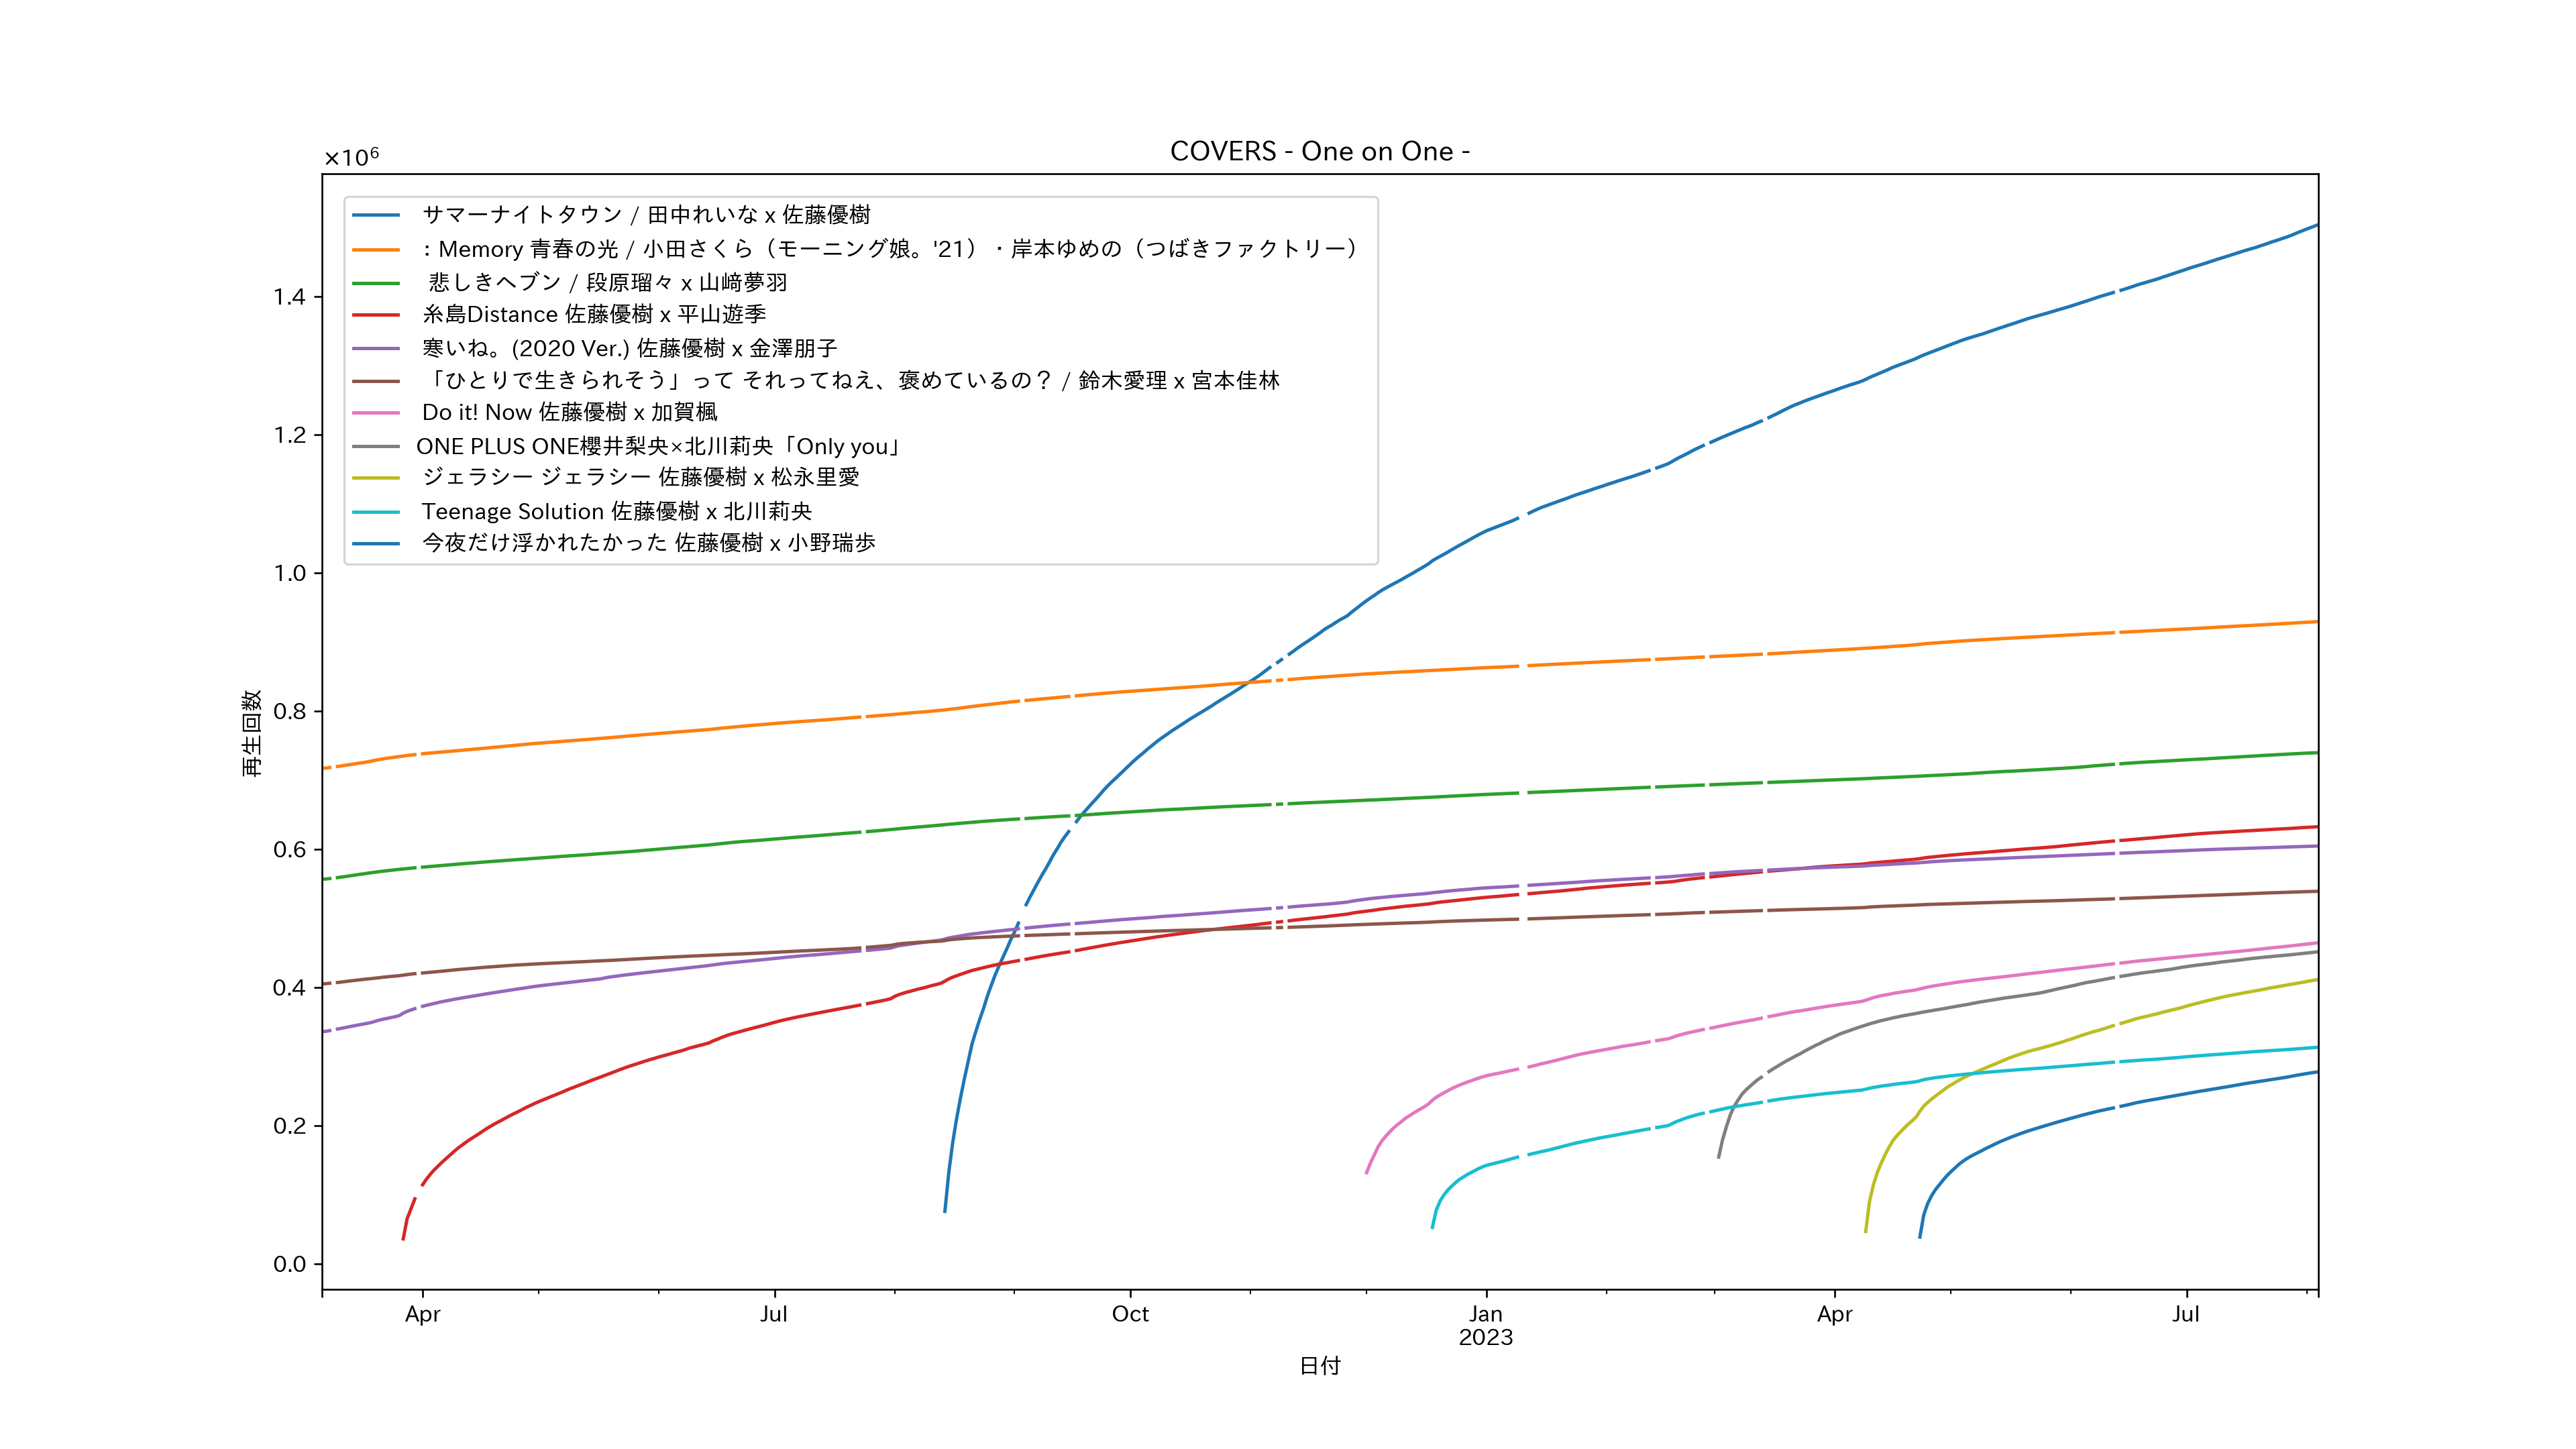 COVERS - One on One -
×10⁶
サマーナイトタウン / 田中れいな x 佐藤優樹
: Memory 青春の光 / 小田さくら（モーニング娘。'21）・岸本ゆめの（つばきファクトリー）
悲しきヘブン / 段原瑠々 x 山﨑夢羽
糸島Distance 佐藤優樹 x 平山遊季
寒いね。(2020 Ver.) 佐藤優樹 x 金澤朋子
「ひとりで生きられそう」って それってねえ、褒めているの？ / 鈴木愛理 x 宮本佳林
Do it! Now 佐藤優樹 x 加賀楓
ONE PLUS ONE櫻井梨央×北川莉央「Only you」
ジェラシー ジェラシー 佐藤優樹 x 松永里愛
Teenage Solution 佐藤優樹 x 北川莉央
今夜だけ浮かれたかった 佐藤優樹 x 小野瑞歩
1.4
1.2
1.0
0.8
0.6
0.4
0.2
0.0
再生回数
Apr Jul Oct Jan Apr Jul
2023
日付